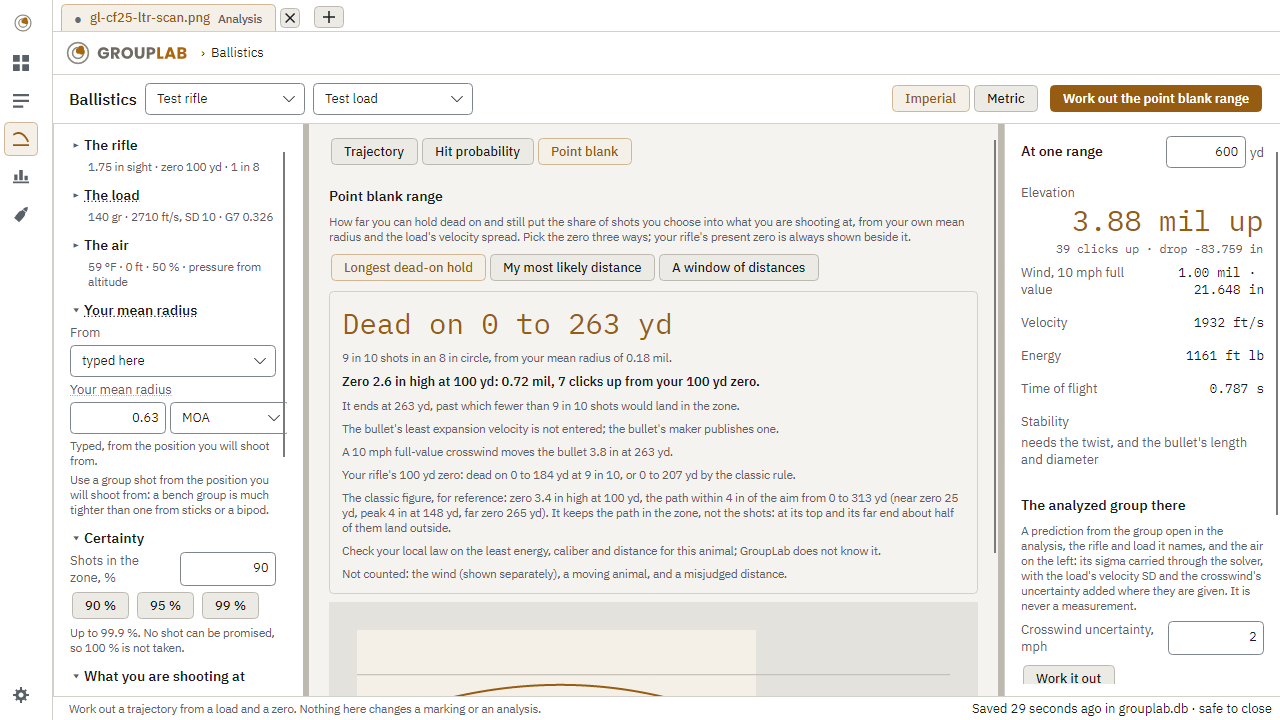 gl-cf25-ltr-scan.png Analysis
GROUPLAB › Ballistics
Ballistics
Test rifle
Test load
Imperial
Metric
Work out the point blank range
The rifle
1.75 in sight · zero 100 yd · 1 in 8
The load
140 gr · 2710 ft/s, SD 10 · G7 0.326
The air
59 °F · 0 ft · 50 % · pressure from
altitude
Your mean radius
From
typed here
Your mean radius
0.63
MOA
Typed, from the position you will shoot
from.
Use a group shot from the position you
will shoot from: a bench group is much
tighter than one from sticks or a bipod.
Certainty
Shots in the
zone, %
90
90 %
95 %
99 %
Up to 99.9 %. No shot can be promised,
so 100 % is not taken.
What you are shooting at
Trajectory
Hit probability
Point blank
Point blank range
How far you can hold dead on and still put the share of shots you choose into what you are shooting at, from your own mean
radius and the load's velocity spread. Pick the zero three ways; your rifle's present zero is always shown beside it.
Longest dead-on hold
My most likely distance
A window of distances
Dead on 0 to 263 yd
9 in 10 shots in an 8 in circle, from your mean radius of 0.18 mil.
Zero 2.6 in high at 100 yd: 0.72 mil, 7 clicks up from your 100 yd zero.
It ends at 263 yd, past which fewer than 9 in 10 shots would land in the zone.
The bullet's least expansion velocity is not entered; the bullet's maker publishes one.
A 10 mph full-value crosswind moves the bullet 3.8 in at 263 yd.
Your rifle's 100 yd zero: dead on 0 to 184 yd at 9 in 10, or 0 to 207 yd by the classic rule.
The classic figure, for reference: zero 3.4 in high at 100 yd, the path within 4 in of the aim from 0 to 313 yd (near zero 25
yd, peak 4 in at 148 yd, far zero 265 yd). It keeps the path in the zone, not the shots: at its top and its far end about half
of them land outside.
Check your local law on the least energy, caliber and distance for this animal; GroupLab does not know it.
Not counted: the wind (shown separately), a moving animal, and a misjudged distance.
At one range
600 yd
Elevation
3.88 mil up
39 clicks up · drop -83.759 in
Wind, 10 mph full 1.00 mil ·
value 21.648 in
Velocity 1932 ft/s
Energy 1161 ft lb
Time of flight 0.787 s
Stability
needs the twist, and the bullet's length
and diameter
The analyzed group there
A prediction from the group open in the
analysis, the rifle and load it names, and the air
on the left: its sigma carried through the solver,
with the load's velocity SD and the crosswind's
uncertainty added where they are given. It is
never a measurement.
Crosswind uncertainty,
mph
2
Work it out
Work out a trajectory from a load and a zero. Nothing here changes a marking or an analysis.
Saved 29 seconds ago in grouplab.db · safe to close